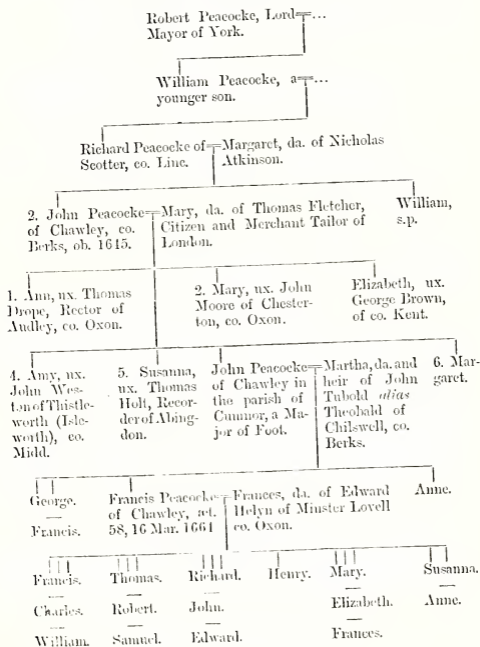 Robert Peacocke, Lord=...
Mayor of York.
William Peacocke, a=...
younger son.
Richard Peacocke of=Margaret, da. of Nicholas
Scotter, co. Linc. Atkinson.
2. John Peacocke=Mary, da. of Thomas Fletcher,
of Chawley, co. Citizen and Merchant Tailor of
Berks, ob. 1645. London.
William,
s.p.
1. Ann, ux. Thomas
Drope, Rector of
Audley, co. Oxon.
2. Mary, ux. John
Moore of Chester-
ton, co. Oxon.
Elizabeth, ux.
George Brown,
of co. Kent.
4. Amy, ux.
John Wes-
ton of Thistle-
worth (Isle-
worth), co.
Midd.
5. Susanna,
ux. Thomas
Holt, Recor-
der of Abing-
don.
John Peacocke=Martha, da. and
of Chawley in heir of John
the parish of Tubold alias
Cumnor, a Ma- Theobald of
jor of Foot. Chilswell, co.
Berks.
6. Mar-
garet.
George.
Francis.
Francis Peacocke=Frances, da. of Edward
of Chawley, æt. Helyn of Minster Lovell
58, 16 Mar. 1664 co. Oxon.
Anne.
Francis. Thomas. Richard. Henry. Mary. Susanna.
Charles. Robert. John. Elizabeth. Anne.
William. Samuel. Edward. Frances.